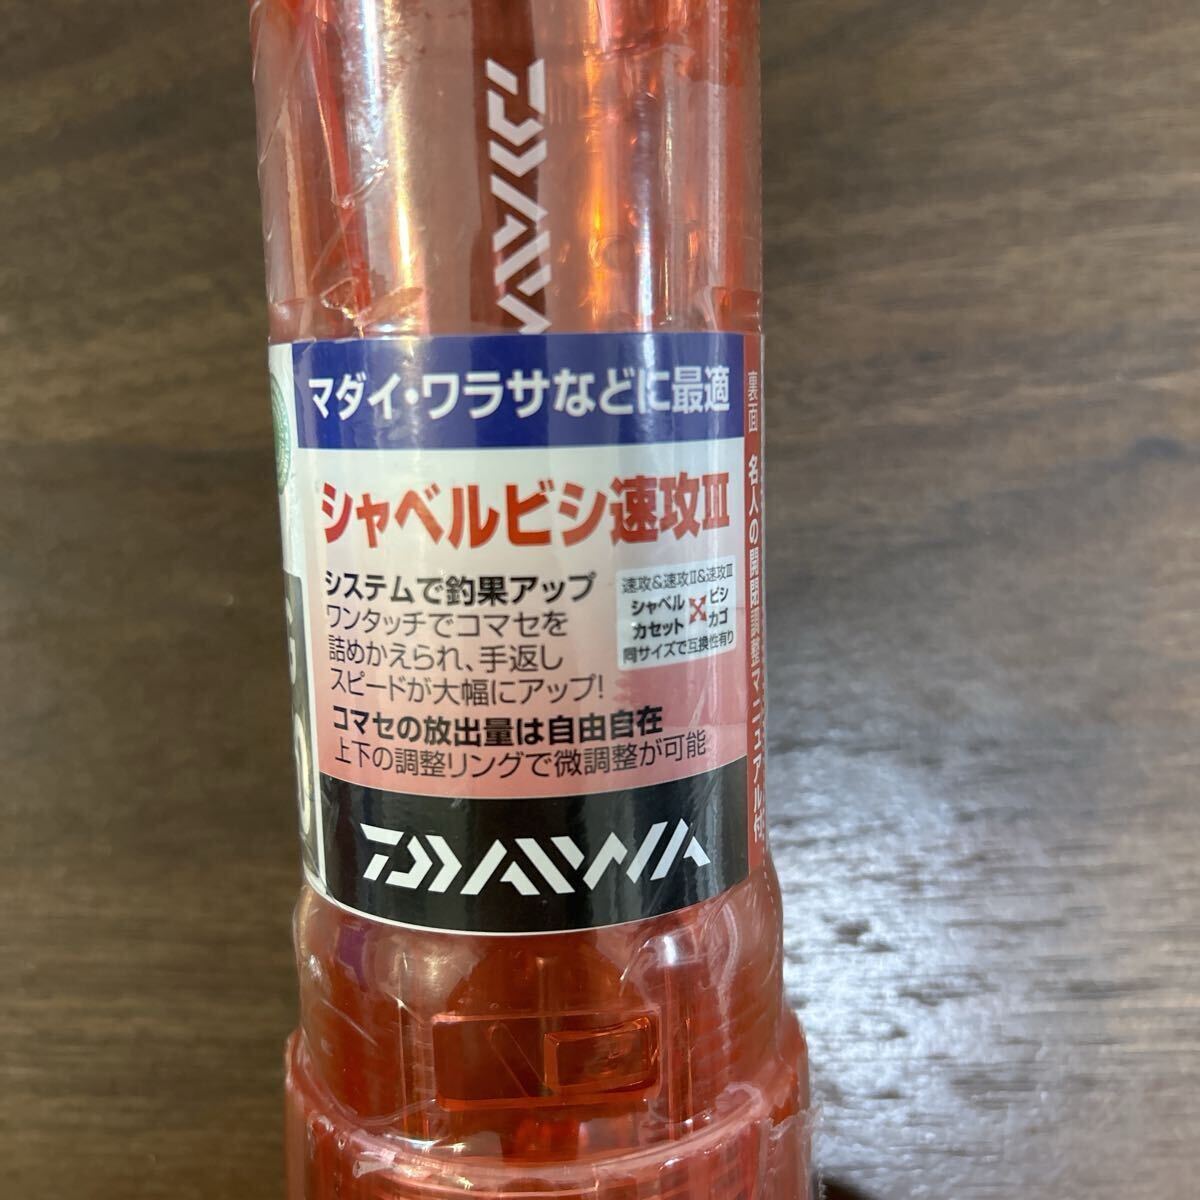 DAIWA
マダイ・ワラサなどに最適
シャベルビシ速攻III
システムで釣果アップ
ワンタッチでコマセを
詰めかえられ、手返し
スピードが大幅にアップ!
コマセの放出量は自由自在
上下の調整リングで微調整が可能
速攻&速攻II&速攻III
シャベル ビシ
カセット カゴ
同サイズで互換性有り
DAIWA
裏面 名人の開閉調整マニュアル付